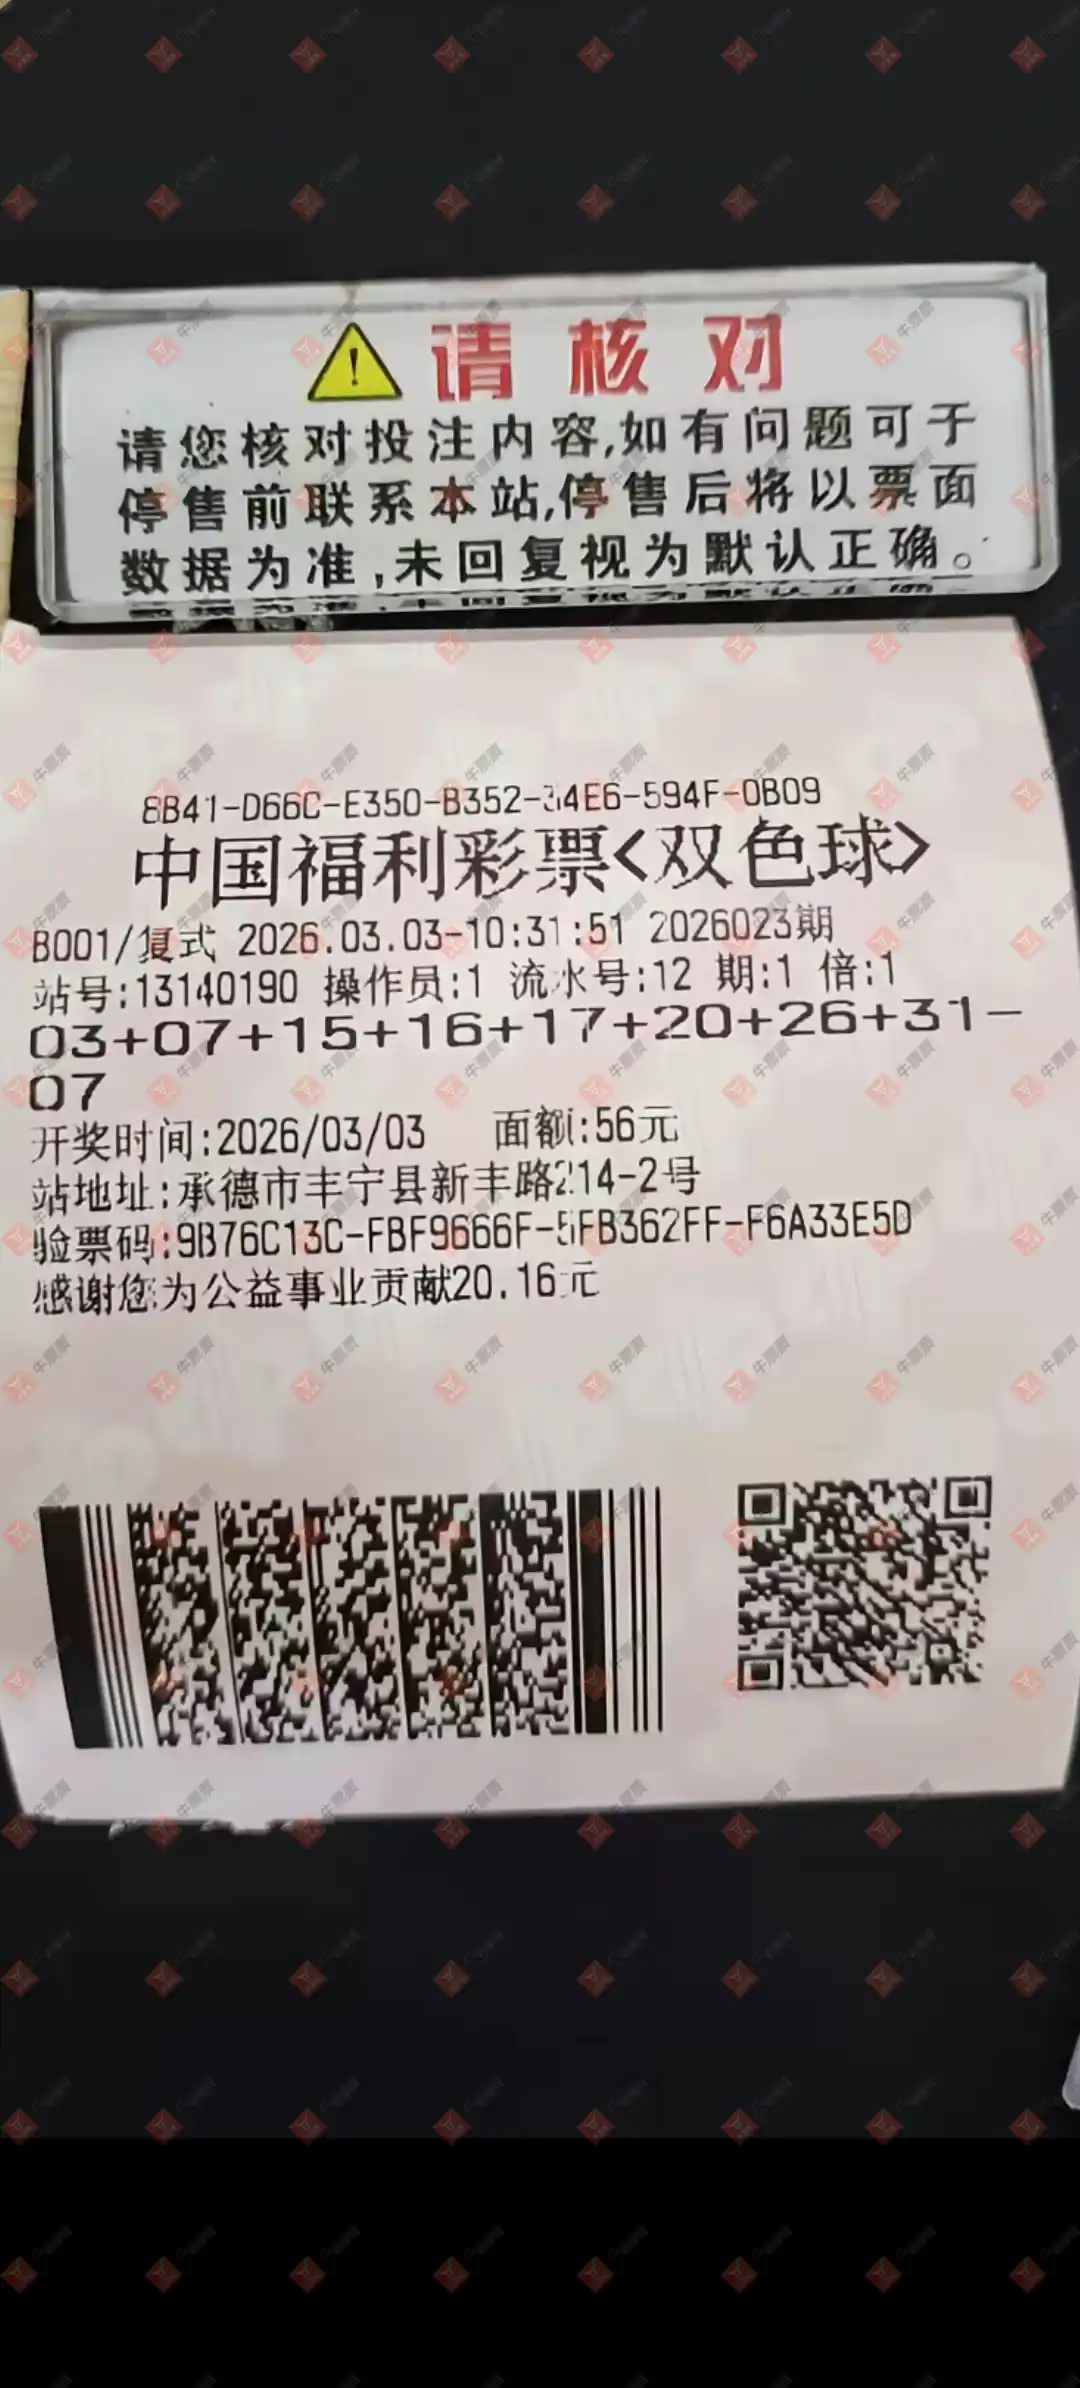 请核对
请您核对投注内容,如有问题可于
停售前联系本站,停售后将以票面
数据为准,未回复视为默认正确。
8B41-D66C-E350-B352-34E6-594F-0B09
中国福利彩票<双色球>
B001/复式 2026.03.03-10:31:51 2026023期
站号:13140190 操作员:1 流水号:12 期:1 倍:1
03+07+15+16+17+20+26+31-
07
开奖时间:2026/03/03 面额:56元
站地址:承德市丰宁县新丰路214-2号
验票码:9B76C13C-FBF9666F-5FB362FF-F6A33E5D
感谢您为公益事业贡献20.16元
牛票票